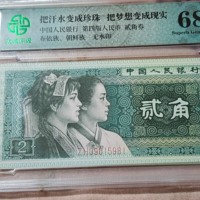 把汗水变成珍珠 把梦想变成现实
中国人民银行 第四版人民币 贰角券
布依族、朝鲜族 无水印
68
中国人民银行
贰角
2